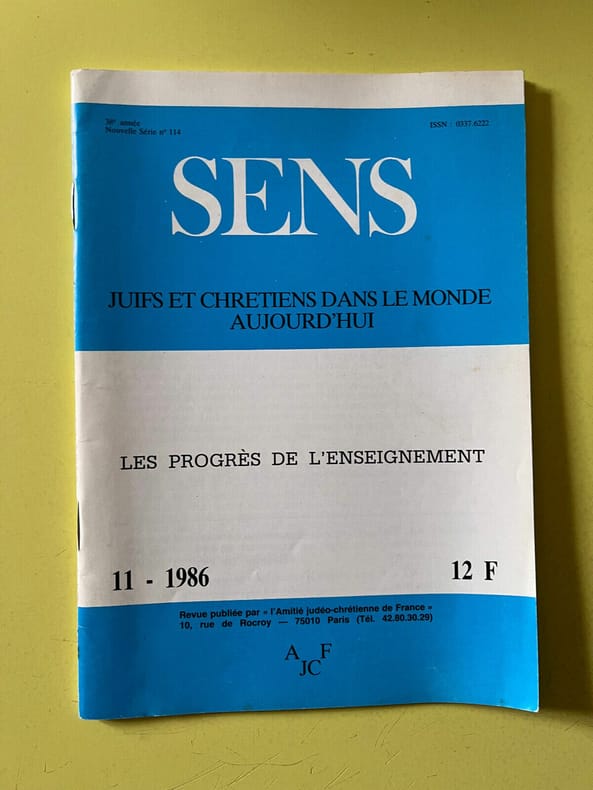 38e année
Nouvelle Série n° 114
ISSN : 0337.6222
SENS
JUIFS ET CHRETIENS DANS LE MONDE
AUJOURD'HUI
LES PROGRÈS DE L'ENSEIGNEMENT
11 - 1986
12 F
Revue publiée par « l'Amitié judéo-chrétienne de France »
10, rue de Rocroy — 75010 Paris (Tél. 42.80.30.29)
A F
JC